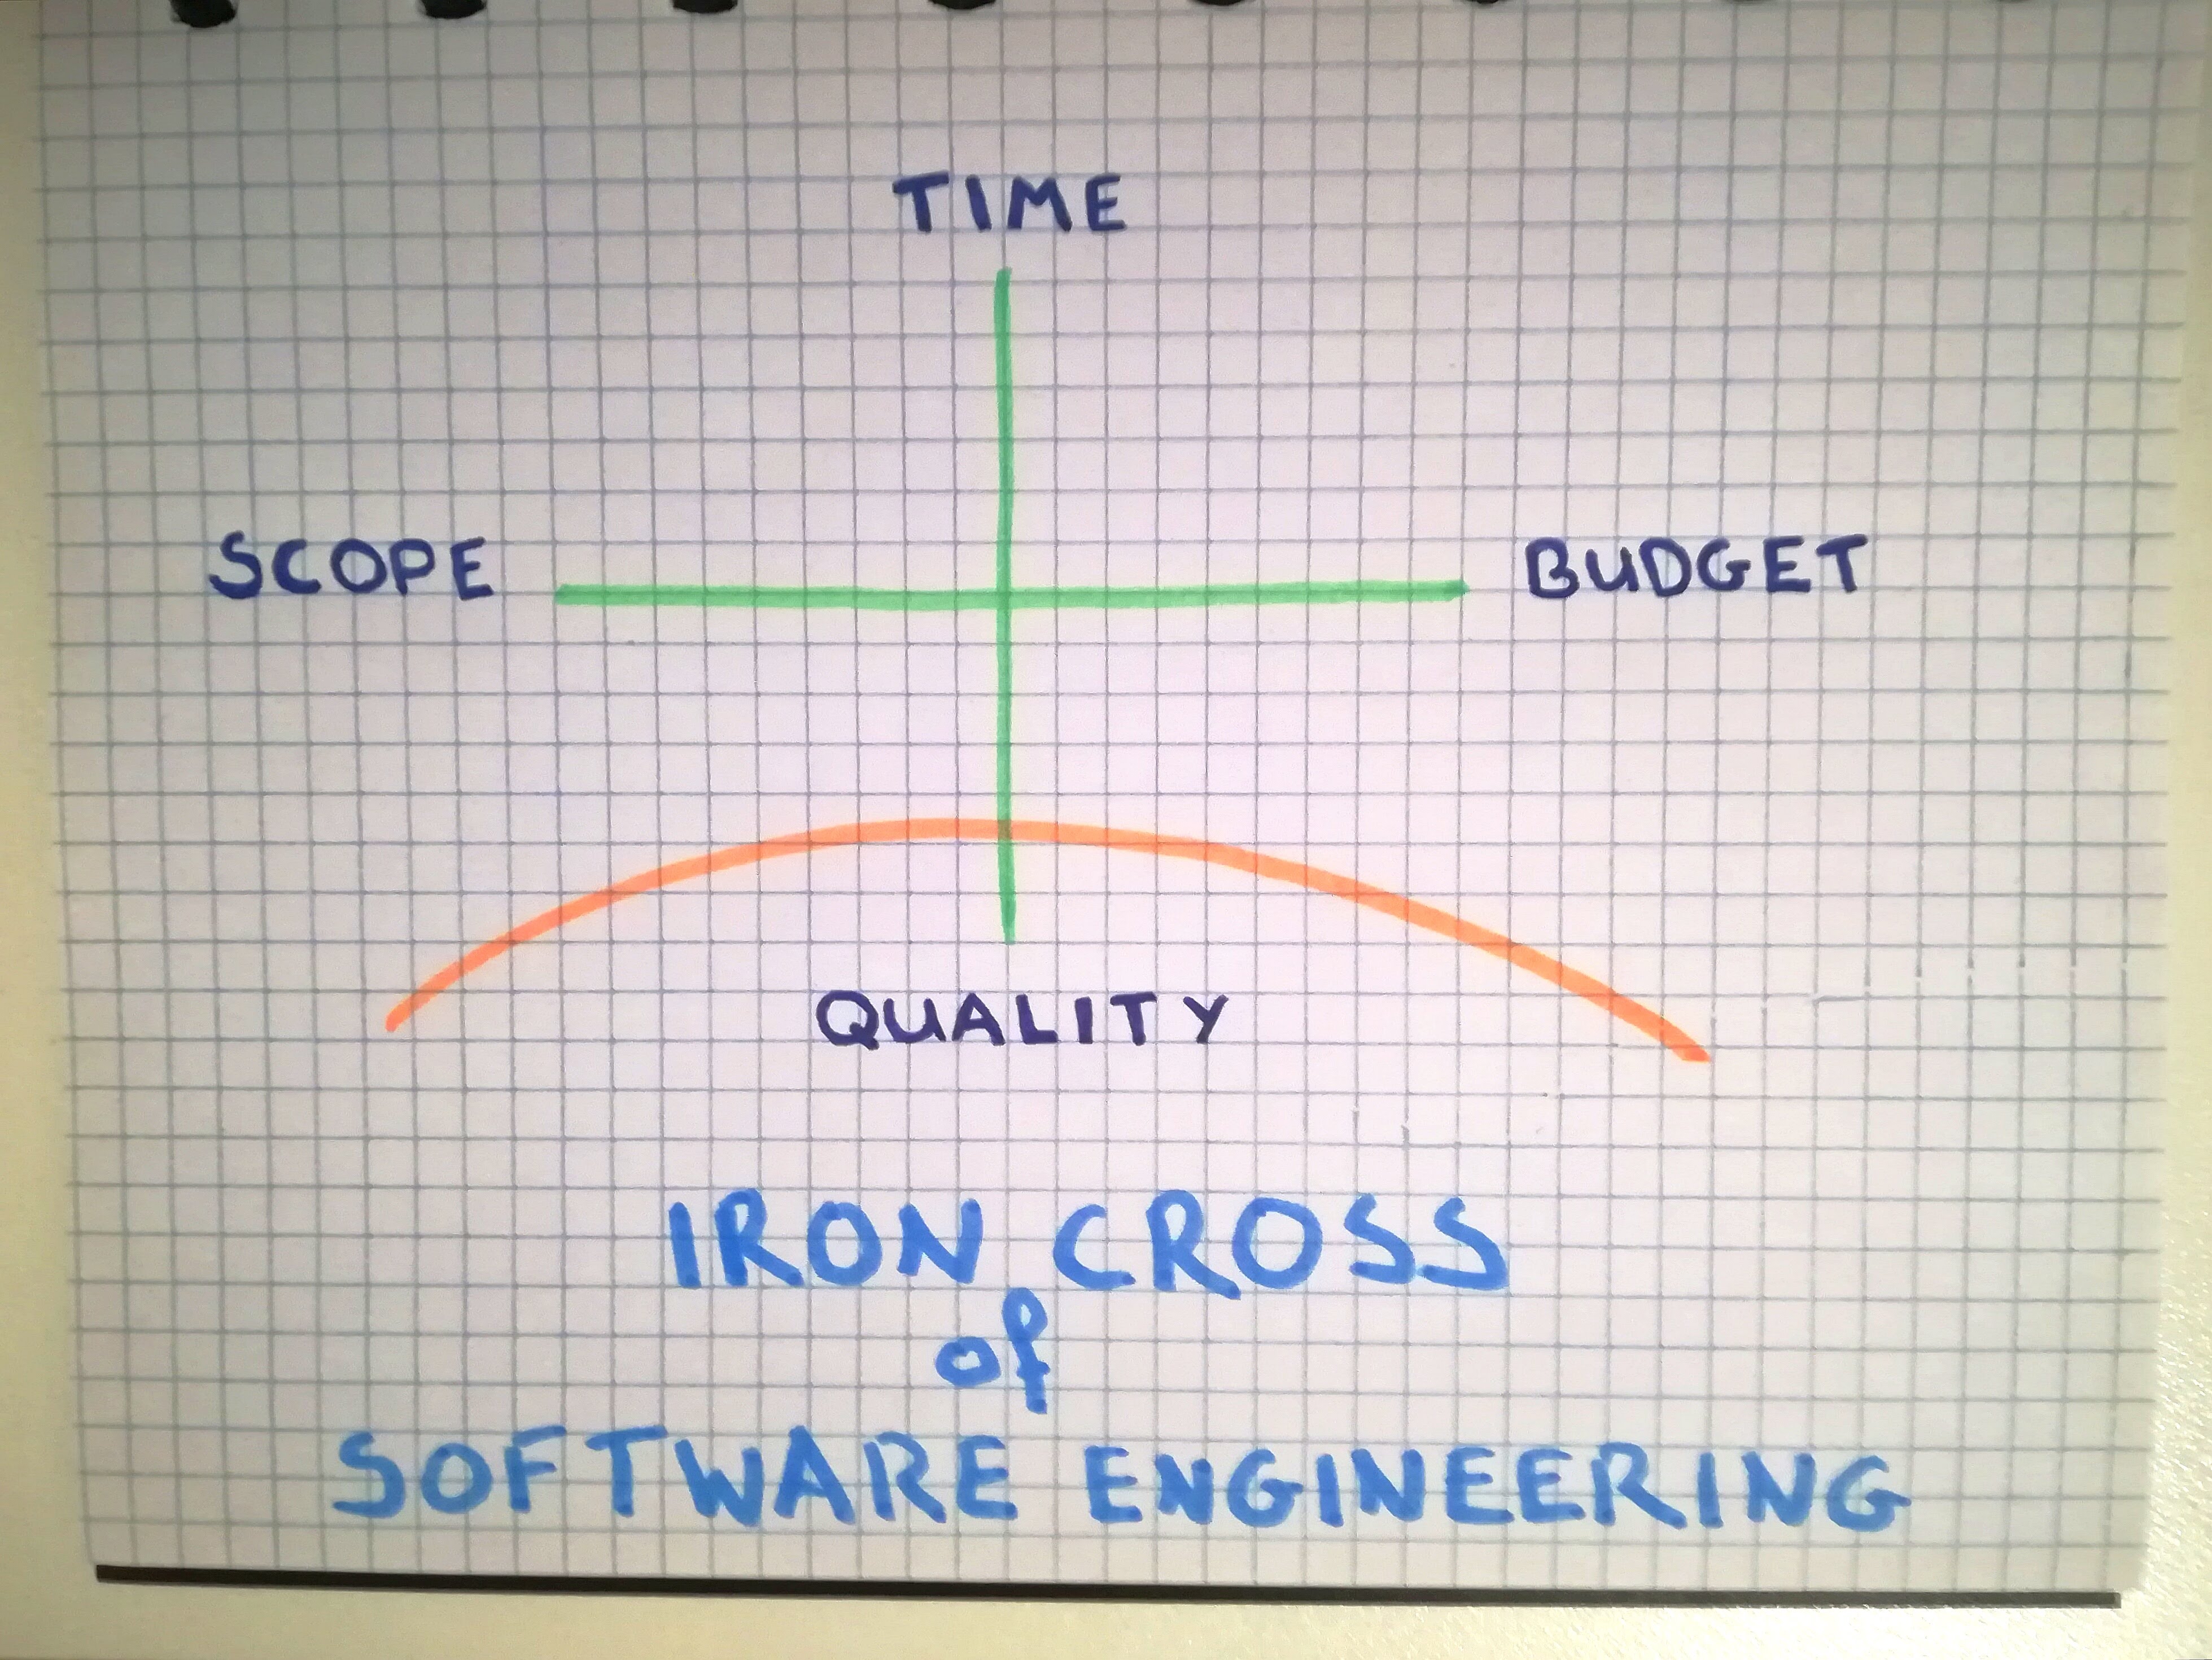 TIME
SCOPE
BUDGET
QUALITY
IRON CROSS
of
SOFTWARE ENGINEERING